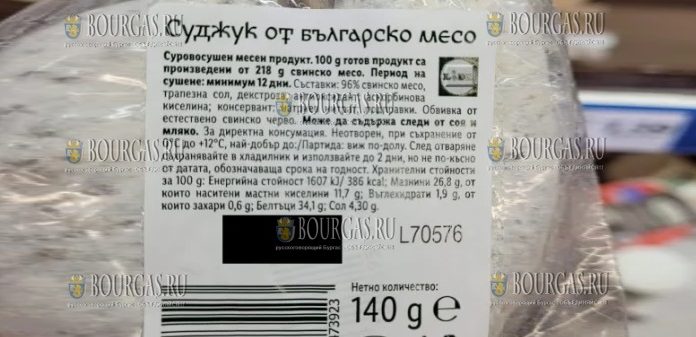 BOURGAS.RU BOURGAS.RU
СУДЖУК ОТ БЪЛГАРСКО МЕСО
Суровосушен месен продукт. 100 g готов продукт са
произведени от 218 g свинско месо. Период на
сушене: минимум 12 дни. Съставки: 96% свинско месо,
трапезна сол, декстроза, антиоксидант: аскорбинова
киселина; консервант: подправки. Обвивка от
естествено свинско черво. Може да съдържа следи от соя и
мляко. За директна консумация. Неотворен, при съхранение от
0°C до +12°C, най-добър до:/Партида: виж по-долу. След отваряне
съхранявайте в хладилник и използвайте до 2 дни, но не по-късно
от датата, обозначаваща срока на годност. Хранителни стойности
за 100 g: Енергийна стойност 1607 kJ/ 386 kcal; Мазнини 26,8 g, от
които наситени мастни киселини 11,7 g; Въглехидрати 1,9 g, от
които захари 0,6 g; Белтъци 34,1 g; Сол 4,30 g.
BOURGAS.RU
L70576
BOURGAS.RU BOURGAS.RU
Нетно количество:
140 g e
473923